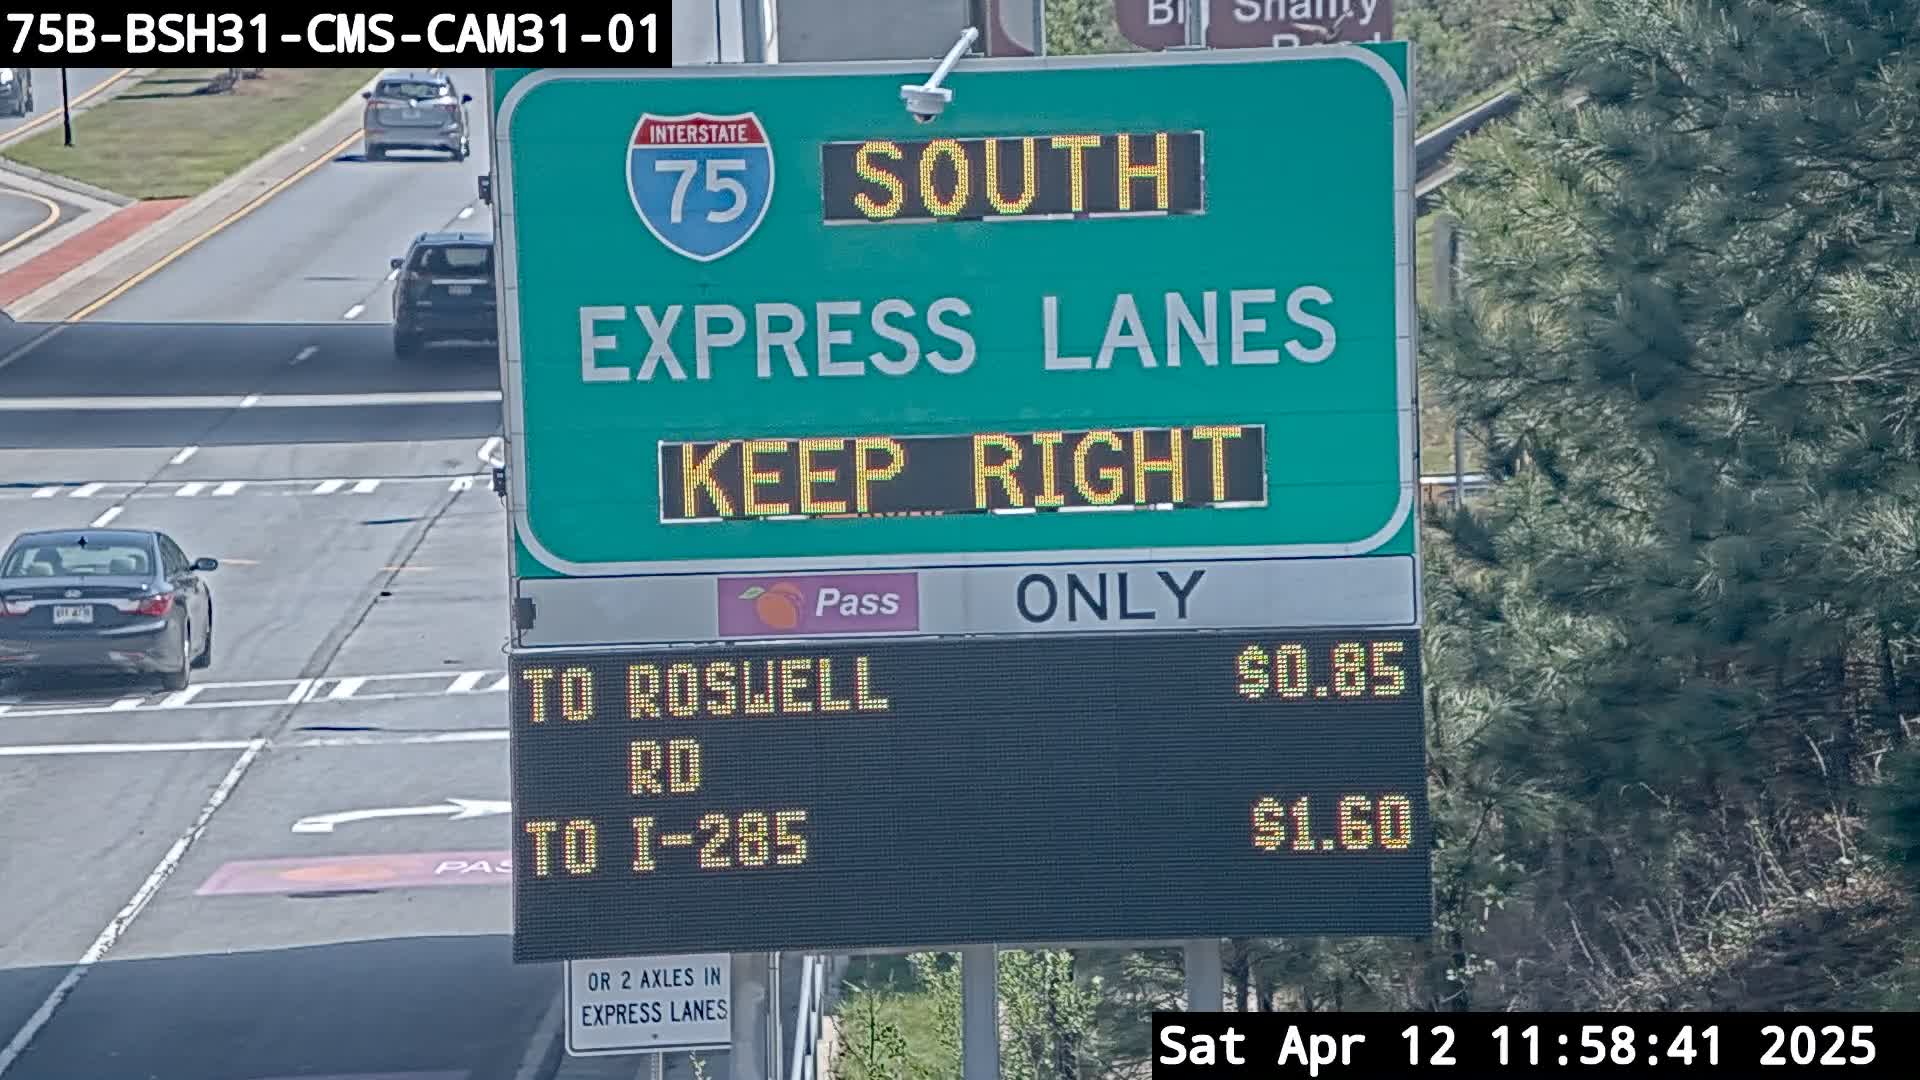 75B-BSH31-CMS-CAM31-01
Shanty
INTERSTATE
75
SOUTH
EXPRESS LANES
KEEP RIGHT
Pass
ONLY
TO ROSWELL $0.85
RD
TO I-285 $1.60
OR 2 AXLES IN
EXPRESS LANES
Sat Apr 12 11:58:41 2025